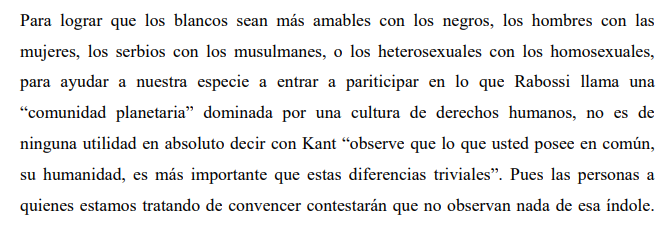 Para lograr que los blancos sean más amables con los negros, los hombres con las
mujeres, los serbios con los musulmanes, o los heterosexuales con los homosexuales,
para ayudar a nuestra especie a entrar a pariticipar en lo que Rabossi llama una
“comunidad planetaria” dominada por una cultura de derechos humanos, no es de
ninguna utilidad en absoluto decir con Kant “observe que lo que usted posee en común,
su humanidad, es más importante que estas diferencias triviales”. Pues las personas a
quienes estamos tratando de convencer contestarán que no observan nada de esa índole.